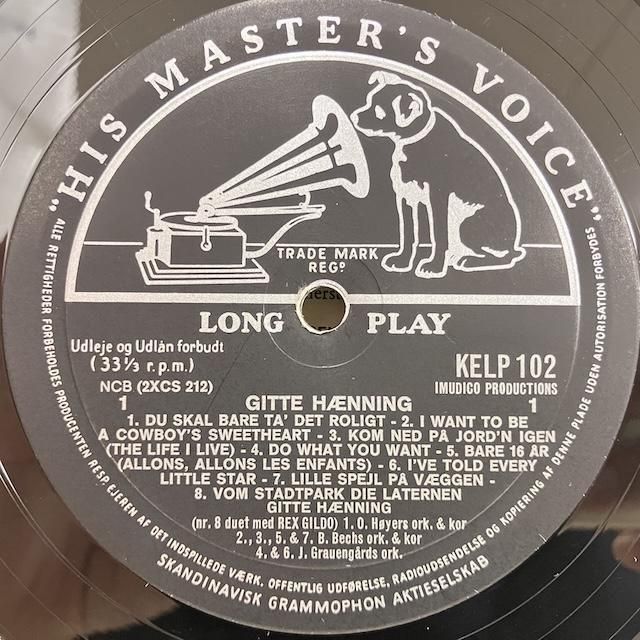 "HIS MASTER'S VOICE"
TRADE MARK
REGD
LONG PLAY
Udleje og Udlån forbudt
( 33⅓ r.p.m.)
NCB (2XCS 212)
KELP 102
IMUDICO PRODUCTIONS
1 GITTE HÆNNING 1
1. DU SKAL BARE TA' DET ROLIGT - 2. I WANT TO BE
A COWBOY'S SWEETHEART - 3. KOM NED PÅ JORD'N IGEN
(THE LIFE I LIVE) - 4. DO WHAT YOU WANT - 5. BARE 16 ÅR
(ALLONS, ALLONS LES ENFANTS) - 6. I'VE TOLD EVERY
LITTLE STAR - 7. LILLE SPEJL PÅ VÆGGEN -
8. VOM STADTPARK DIE LATERNEN
GITTE HÆNNING
(nr. 8 duet med REX GILDO) 1. O. Høyers ork. & kor
2., 3., 5, & 7. B. Bechs ork. & kor
4, & 6. J. Grauengårds ork.
ALLE RETTIGHEDER FORBEHOLDES PRODUCENTEN RESP. EJEREN AF DET INDSPILLEDE VÆRK. OFFENTLIG UDFØRELSE, RADIOUDSENDELSE OG KOPIERING AF DENNE PLADE UDEN AUTORISATION FORBYDES
SKANDINAVISK GRAMMOPHON AKTIESELSKAB